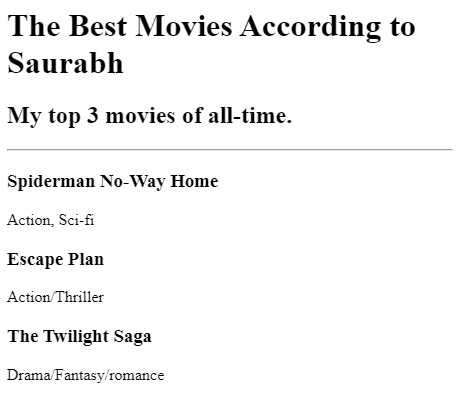 The Best Movies According to
Saurabh
My top 3 movies of all-time.
Spiderman No-Way Home
Action, Sci-fi
Escape Plan
Action/Thriller
The Twilight Saga
Drama/Fantasy/romance